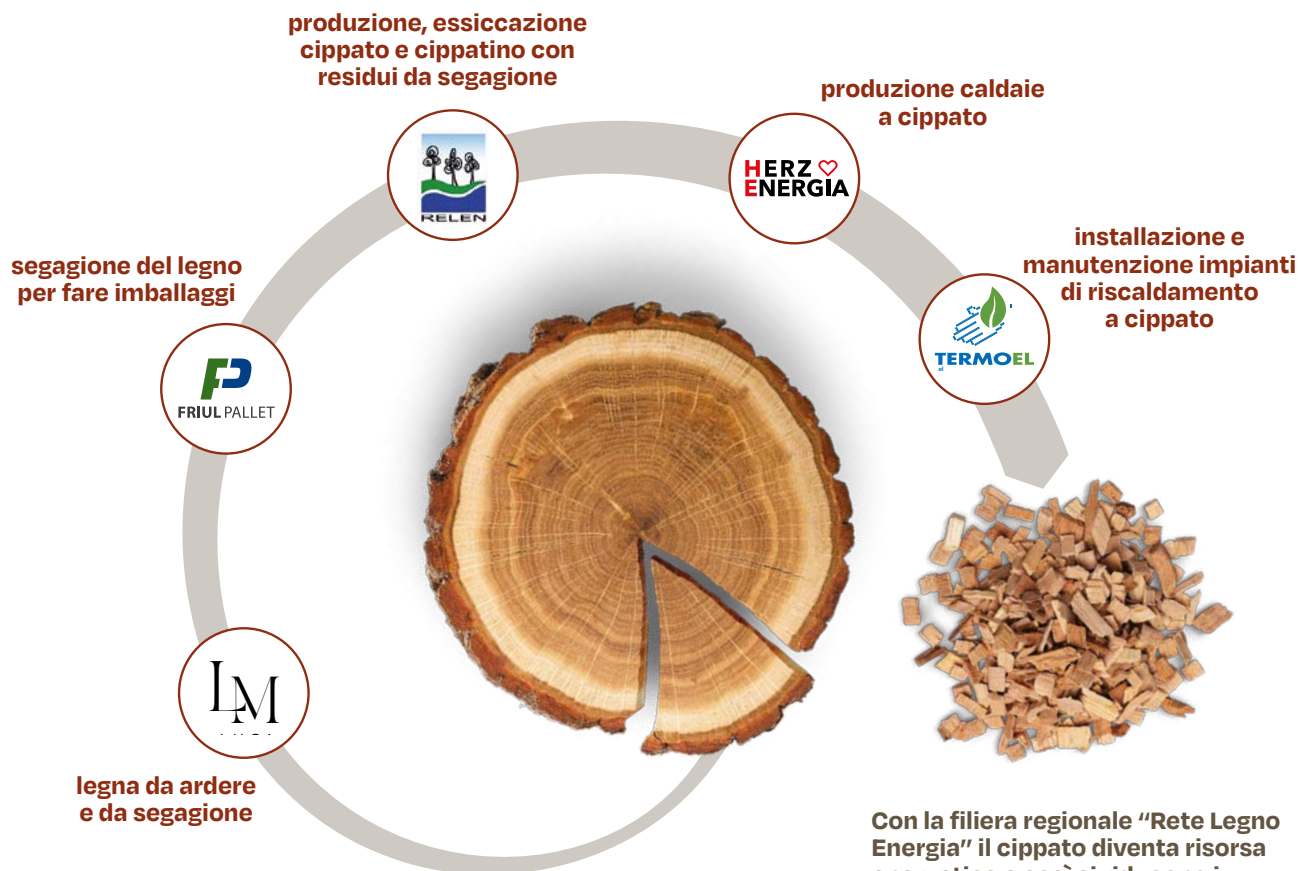 produzione, essiccazione
cippato e cippatino con
residui da segagione
produzione caldaie
a cippato
RELEN
HERZ
ENERGIA
installazione e
manutenzione impianti
di riscaldamento
a cippato
segagione del legno
per fare imballaggi
TERMOEL
srl
FP
FRIUL PALLET
LM
legna da ardere
e da segagione
Con la filiera regionale “Rete Legno
Energia” il cippato diventa risorsa